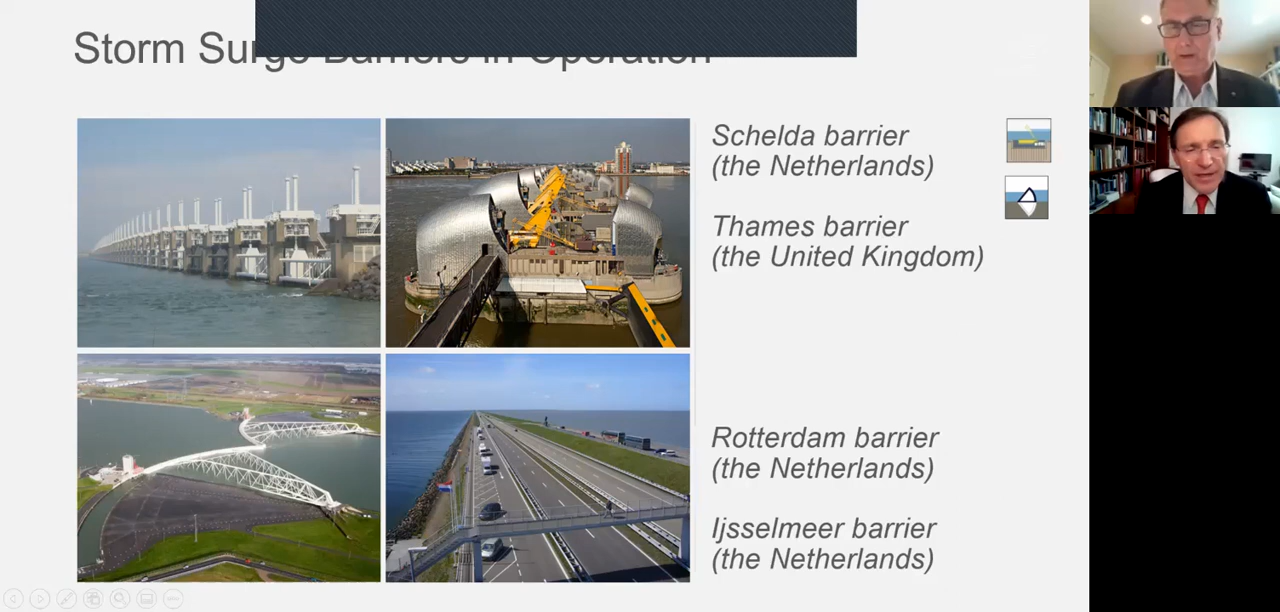 Storm Surge Barriers in Operation
Schelda barrier
(the Netherlands)
Thames barrier
(the United Kingdom)
Rotterdam barrier
(the Netherlands)
Ijsselmeer barrier
(the Netherlands)